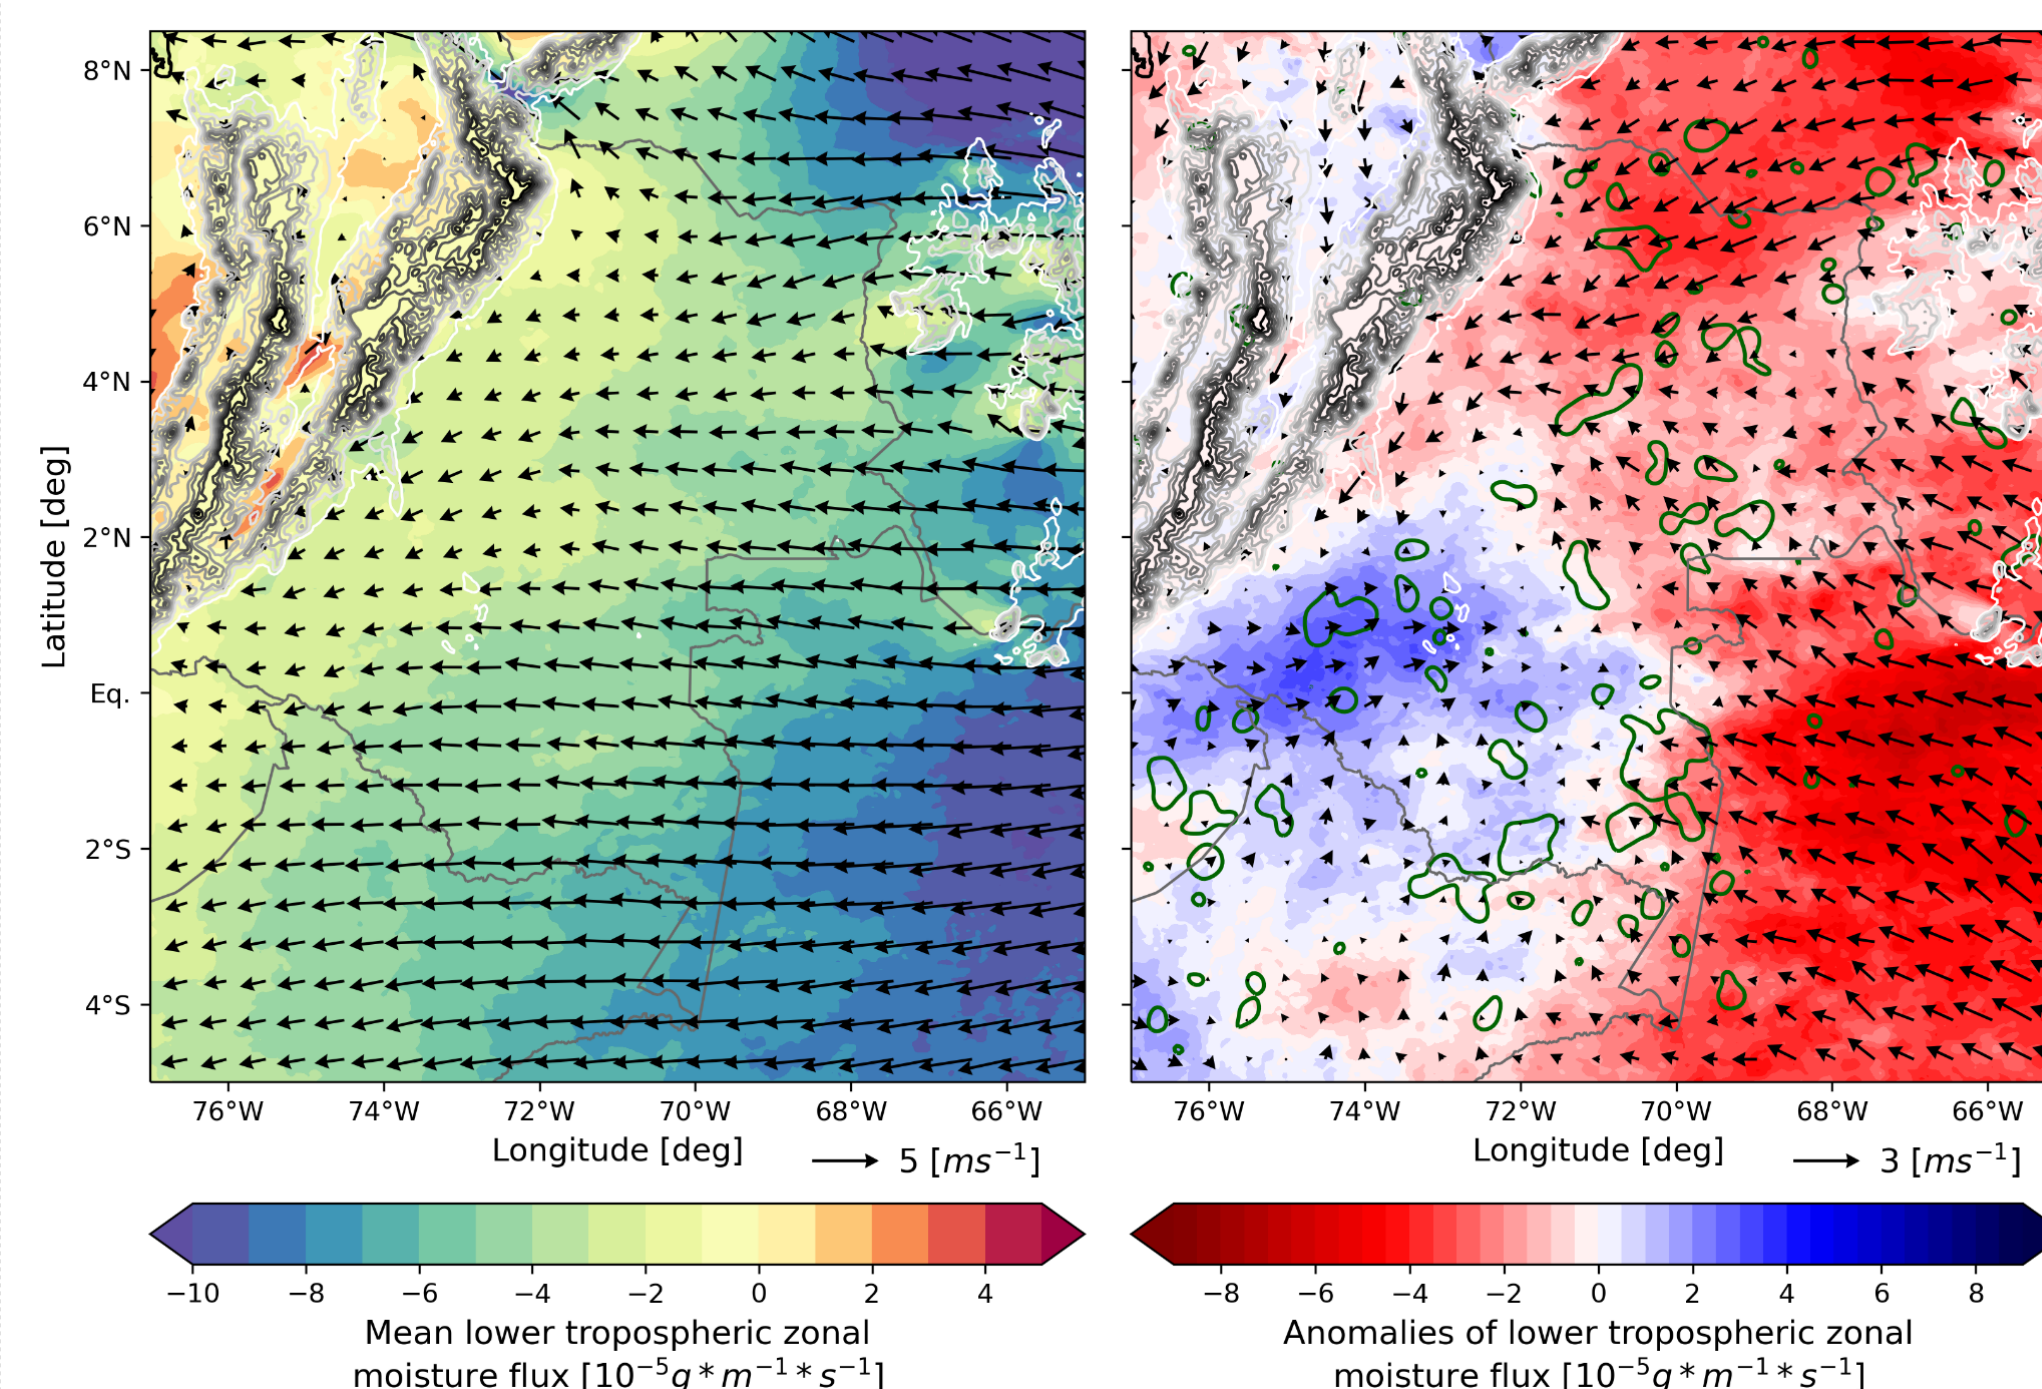 8°N
6°N
4°N
2°N
Eq.
2°S
4°S
Latitude [deg]
76°W 74°W 72°W 70°W 68°W 66°W
76°W 74°W 72°W 70°W 68°W 66°W
Longitude [deg]
5 [ms⁻¹]
Longitude [deg]
3 [ms⁻¹]
−10 −8 −6 −4 −2 0 2 4
−8 −6 −4 −2 0 2 4 6 8
Mean lower tropospheric zonal
moisture flux [10⁻⁵g * m⁻¹ * s⁻¹]
Anomalies of lower tropospheric zonal
moisture flux [10⁻⁵g * m⁻¹ * s⁻¹]